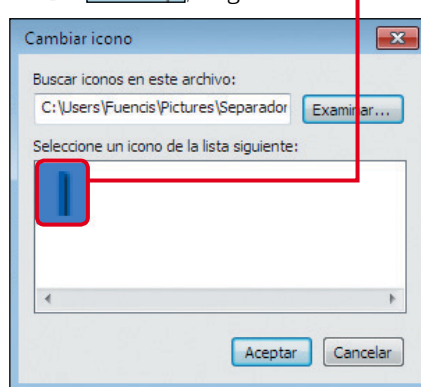 Cambiar icono
Buscar iconos en este archivo:
C:\Users\Fuencis\Pictures\Separador
Examinar...
Seleccione un icono de la lista siguiente:
Aceptar
Cancelar